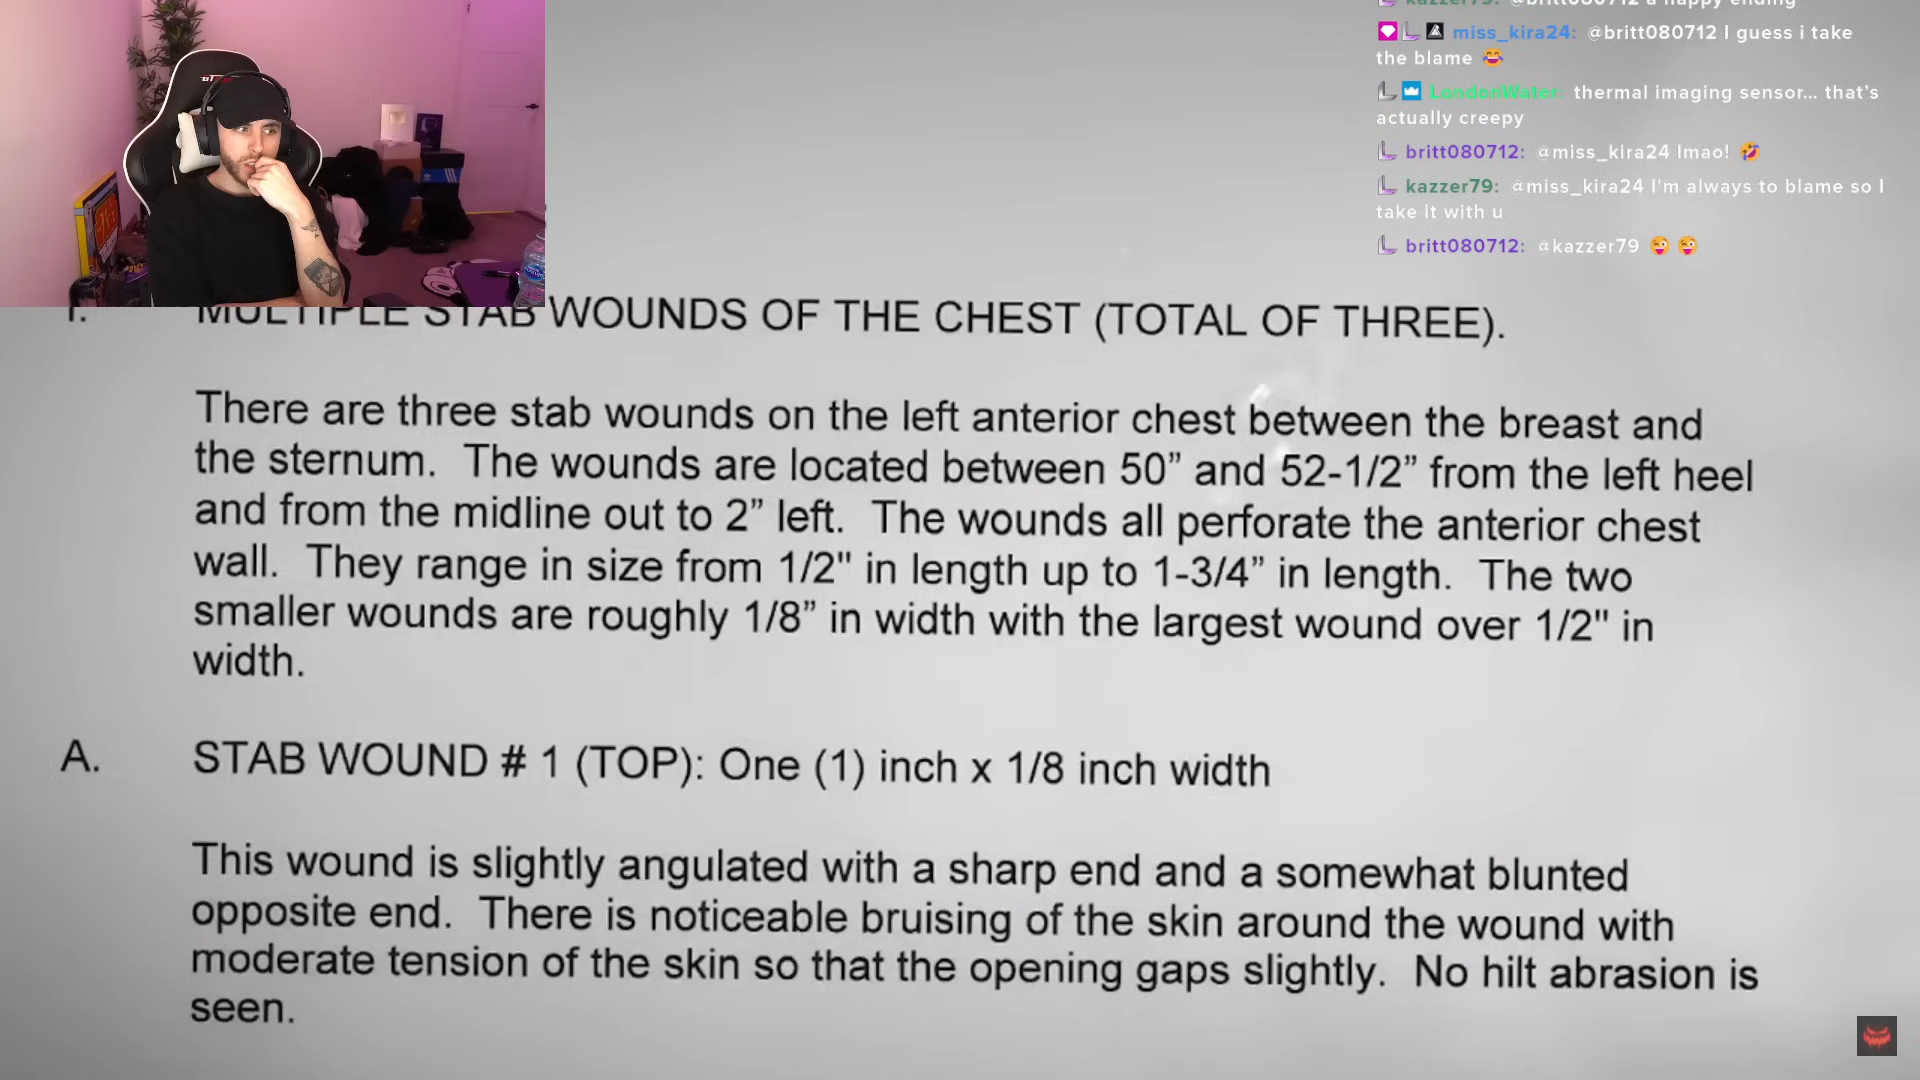 kazzer79: @britt080712 a happy ending
miss_kira24: @britt080712 I guess i take
the blame 😂
LondonWater: thermal imaging sensor... that's
actually creepy
britt080712: @miss_kira24 lmao! 🤣
kazzer79: @miss_kira24 I'm always to blame so I
take it with u
britt080712: @kazzer79 😜 😜
I. MULTIPLE STAB WOUNDS OF THE CHEST (TOTAL OF THREE).
There are three stab wounds on the left anterior chest between the breast and
the sternum. The wounds are located between 50” and 52-1/2” from the left heel
and from the midline out to 2” left. The wounds all perforate the anterior chest
wall. They range in size from 1/2" in length up to 1-3/4” in length. The two
smaller wounds are roughly 1/8” in width with the largest wound over 1/2" in
width.
A. STAB WOUND # 1 (TOP): One (1) inch x 1/8 inch width
This wound is slightly angulated with a sharp end and a somewhat blunted
opposite end. There is noticeable bruising of the skin around the wound with
moderate tension of the skin so that the opening gaps slightly. No hilt abrasion is
seen.